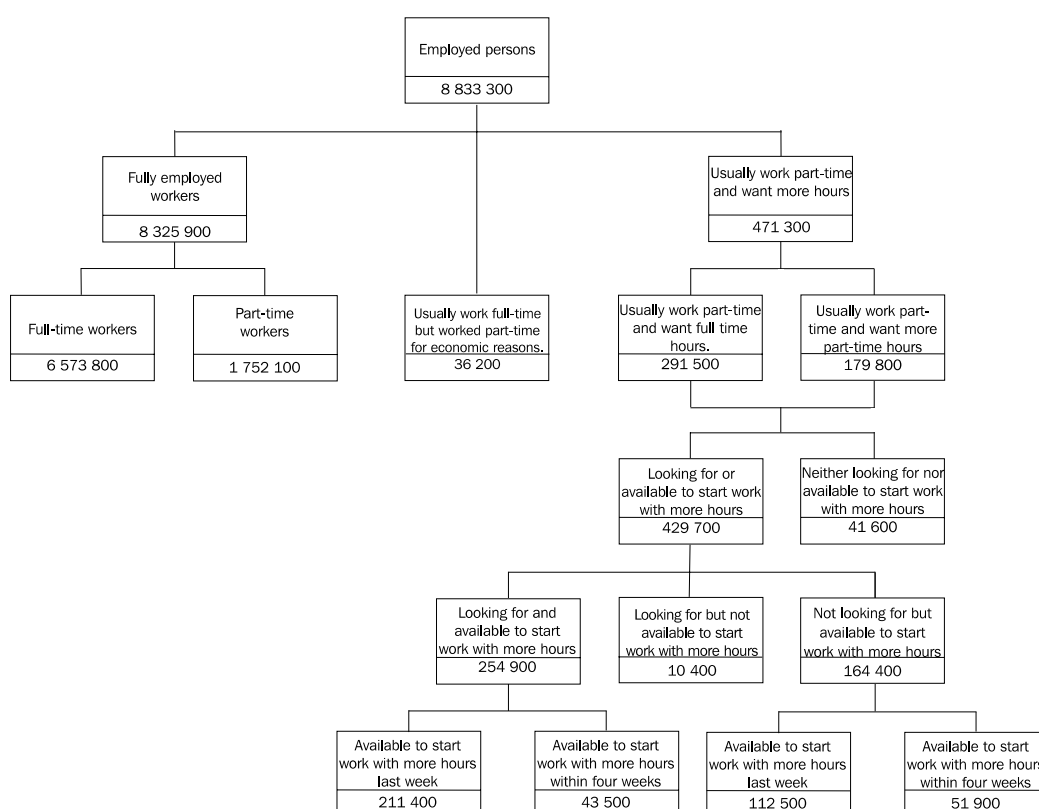 Employed persons
8 833 300
Fully employed
workers
8 325 900
Usually work part-time
and want more hours
471 300
Full-time workers
6 573 800
Part-time
workers
1 752 100
Usually work full-time
but worked part-time
for economic reasons.
36 200
Usually work part-time
and want full time
hours.
291 500
Usually work part-
time and want more
part-time hours
179 800
Looking for or
available to start work
with more hours
429 700
Neither looking for nor
available to start work
with more hours
41 600
Looking for and
available to start
work with more hours
254 900
Looking for but not
available to start
work with more hours
10 400
Not looking for but
available to start
work with more hours
164 400
Available to start
work with more hours
last week
211 400
Available to start
work with more hours
within four weeks
43 500
Available to start
work with more hours
last week
112 500
Available to start
work with more hours
within four weeks
51 900